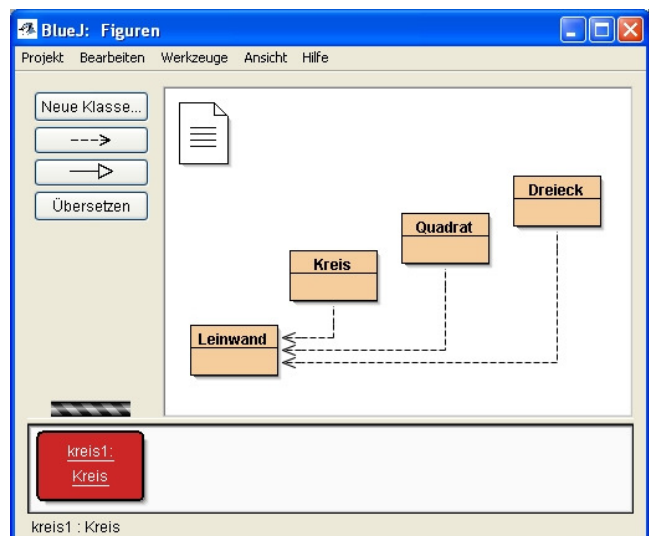 BlueJ: Figuren
Projekt Bearbeiten Werkzeuge Ansicht Hilfe
Neue Klasse...
Übersetzen
Dreieck
Quadrat
Kreis
Leinwand
kreis1:
Kreis
kreis1 : Kreis